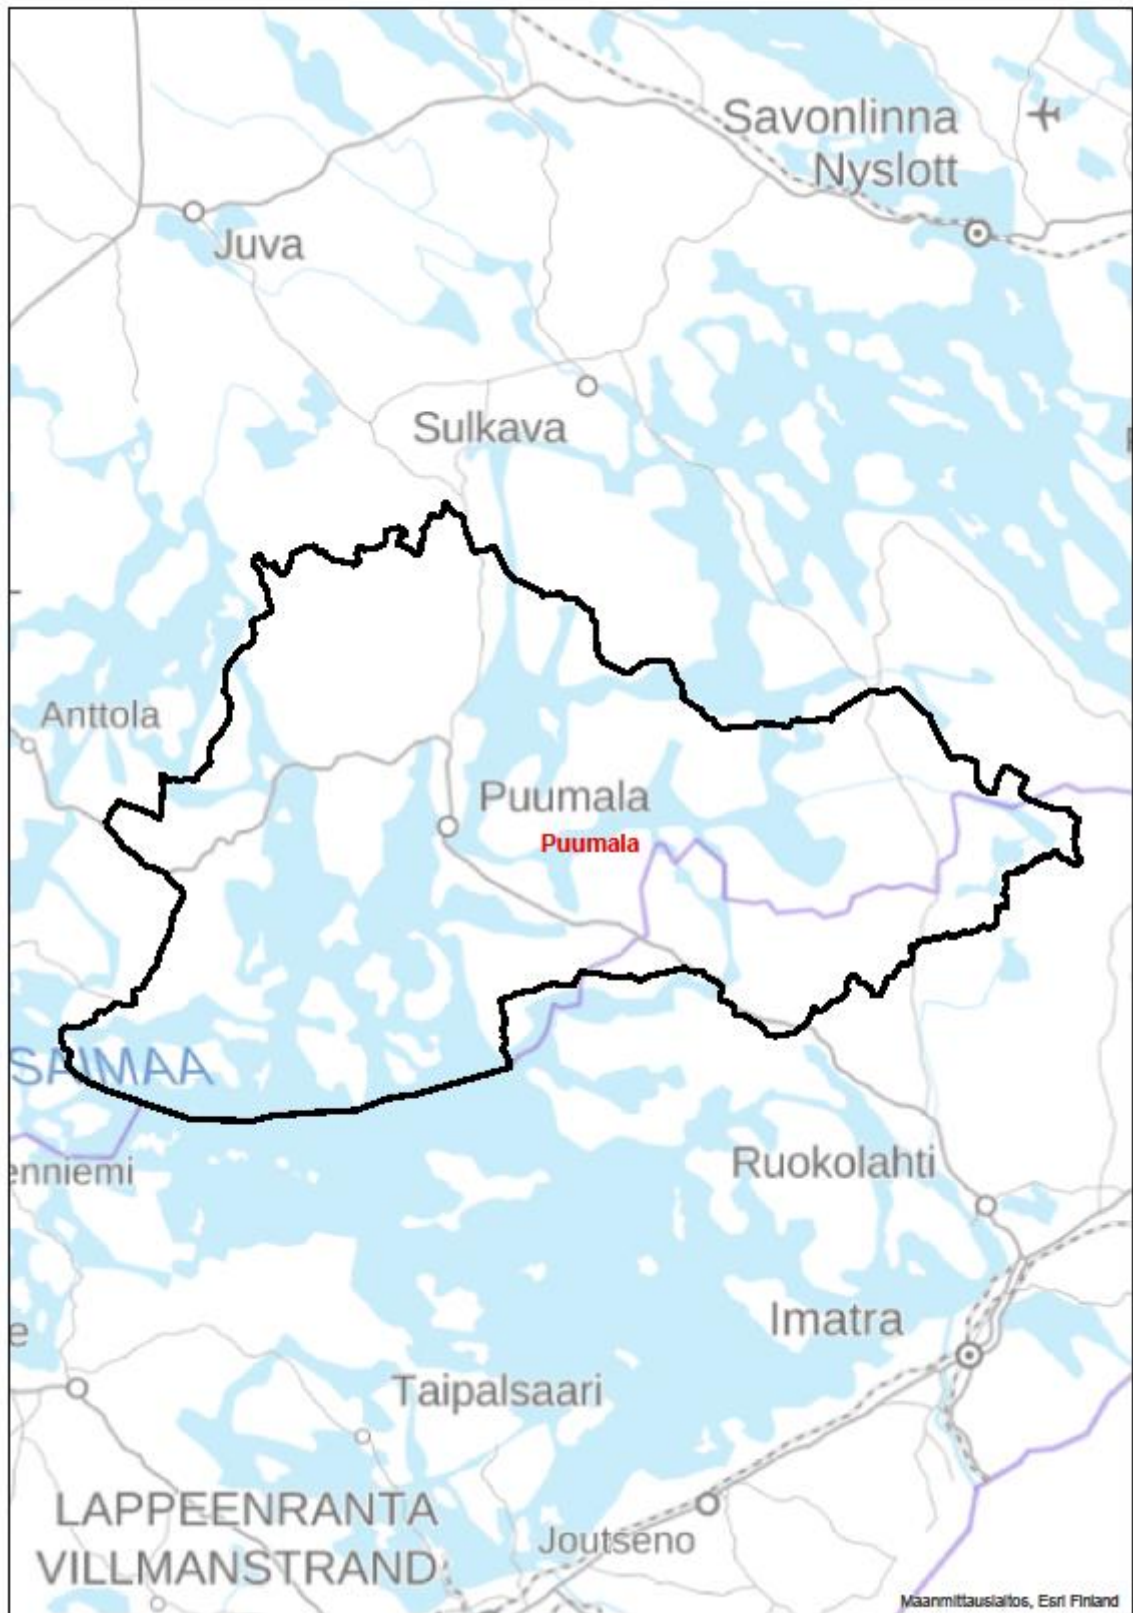 Savonlinna
Nyslott
Juva
Sulkava
Anttola
Puumala
Puumala
SAIMAA
enniemi
Ruokolahti
Imatra
e
Taipalsaari
LAPPEENRANTA
VILLMANSTRAND
Joutseno
Maanmittauslaitos, Esri Finland